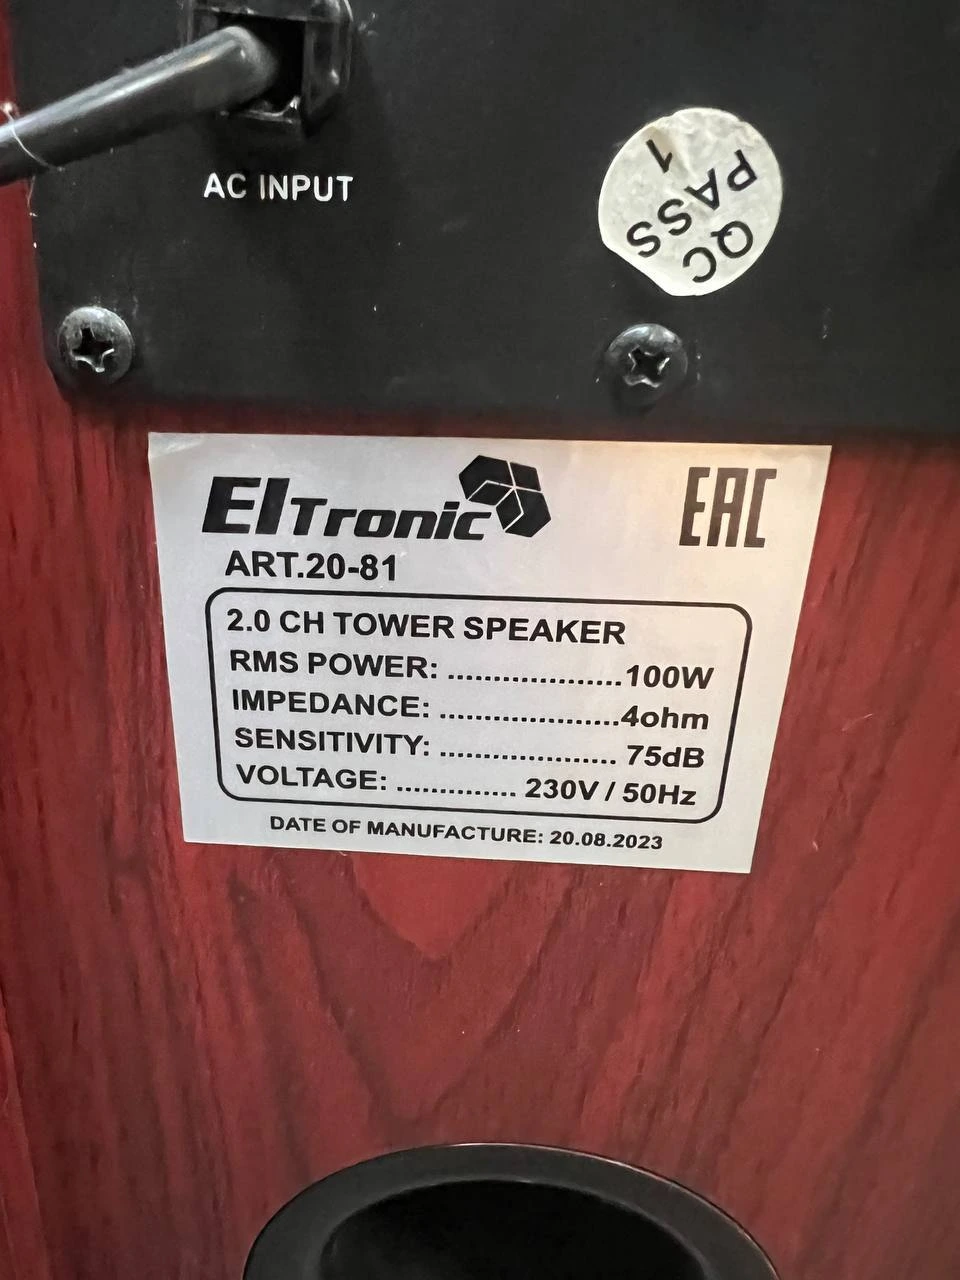 AC INPUT
QC
PASS
1
ElTronic
EAC
ART.20-81
2.0 CH TOWER SPEAKER
RMS POWER: ...................100W
IMPEDANCE: ....................4ohm
SENSITIVITY: ................... 75dB
VOLTAGE: ............. 230V / 50Hz
DATE OF MANUFACTURE: 20.08.2023